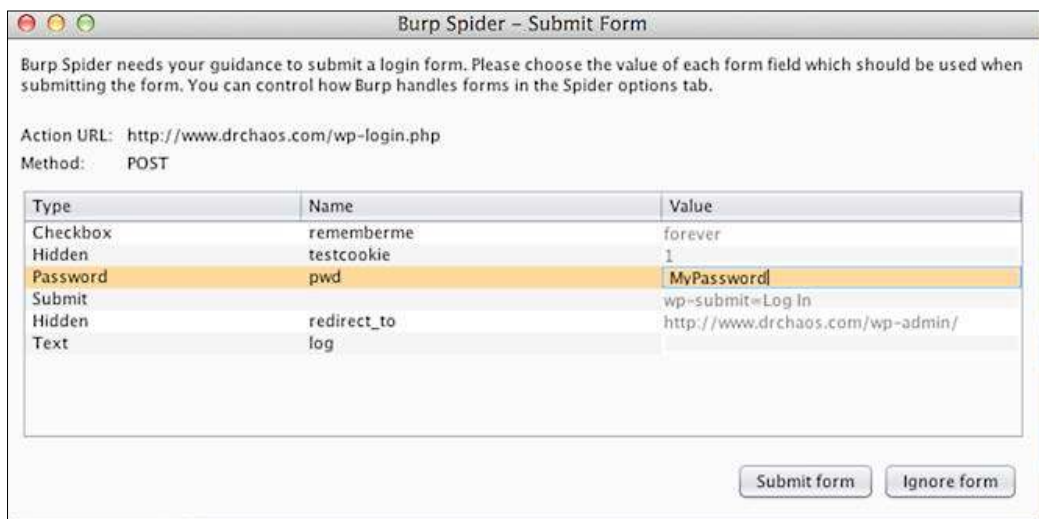 Burp Spider – Submit Form
Burp Spider needs your guidance to submit a login form. Please choose the value of each form field which should be used when
submitting the form. You can control how Burp handles forms in the Spider options tab.
Action URL: http://www.drchaos.com/wp-login.php
Method: POST
Type Name Value
Checkbox rememberme forever
Hidden testcookie 1
Password pwd MyPassword
Submit wp-submit=Log In
Hidden redirect_to http://www.drchaos.com/wp-admin/
Text log
Submit form Ignore form